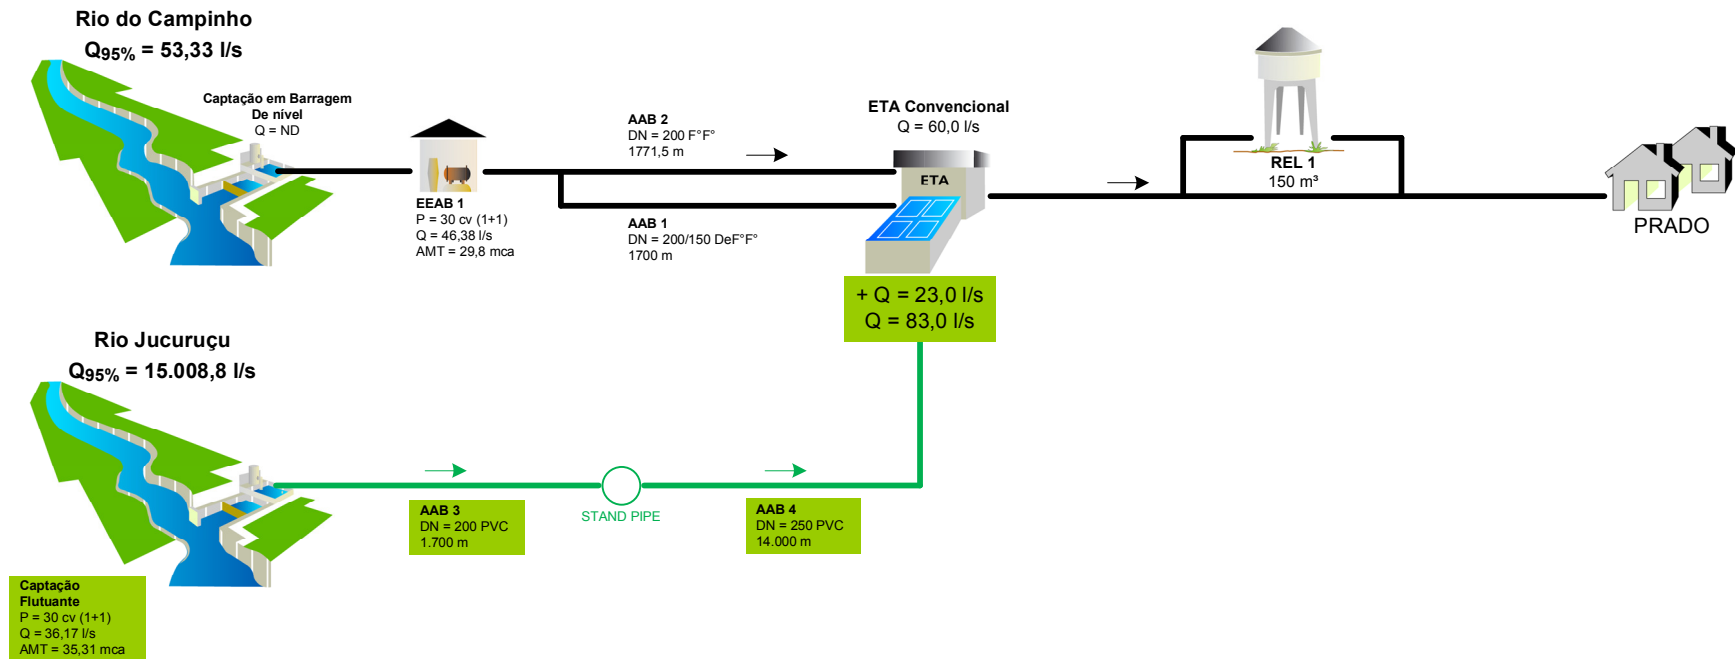 Rio do Campinho
Q95% = 53,33 l/s
Captação em Barragem
De nível
Q = ND
EEAB 1
P = 30 cv (1+1)
Q = 46,38 l/s
AMT = 29,8 mca
AAB 2
DN = 200 F°F°
1771,5 m
AAB 1
DN = 200/150 DeF°F°
1700 m
ETA Convencional
Q = 60,0 l/s
ETA
+ Q = 23,0 l/s
Q = 83,0 l/s
REL 1
150 m³
PRADO
Rio Jucuruçu
Q95% = 15.008,8 l/s
AAB 3
DN = 200 PVC
1.700 m
STAND PIPE
AAB 4
DN = 250 PVC
14.000 m
Captação
Flutuante
P = 30 cv (1+1)
Q = 36,17 l/s
AMT = 35,31 mca